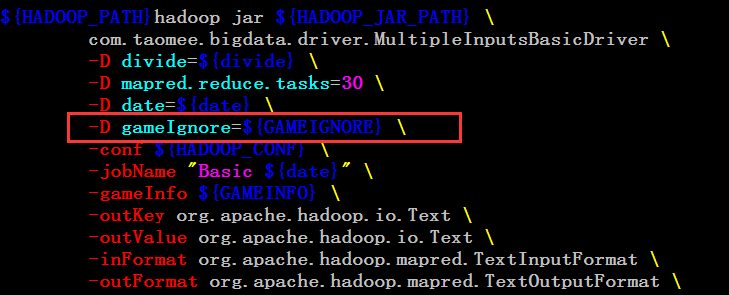 ${HADOOP_PATH}hadoop jar ${HADOOP_JAR_PATH} \
com.taomee.bigdata.driver.MultipleInputsBasicDriver \
-D divide=${divide} \
-D mapred.reduce.tasks=30 \
-D date=${date} \
-D gameIgnore=${GAMEIGNORE} \
-conf ${HADOOP_CONF} \
-jobName "Basic ${date}" \
-gameInfo ${GAMEINFO} \
-outKey org.apache.hadoop.io.Text \
-outValue org.apache.hadoop.io.Text \
-inFormat org.apache.hadoop.mapred.TextInputFormat \
-outFormat org.apache.hadoop.mapred.TextOutputFormat \